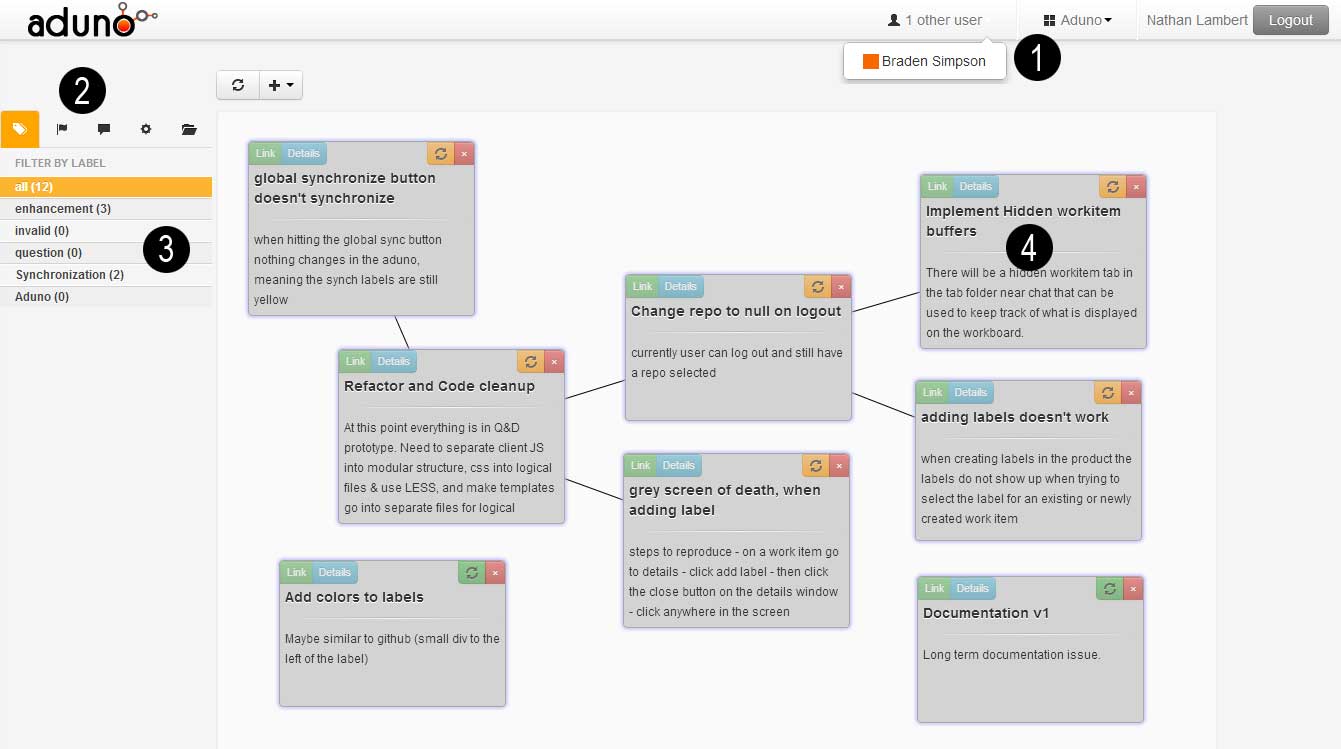 aduno
1 other user
Aduno
Nathan Lambert
Logout
Braden Simpson
1
2
FILTER BY LABEL
all (12)
enhancement (3)
invalid (0)
question (0)
Synchronization (2)
Aduno (0)
3
Link Details ×
global synchronize button
doesn't synchronize
when hitting the global sync button
nothing changes in the aduno,
meaning the synch labels are still
yellow
Link Details ×
Implement Hidden workitem
buffers
4
There will be a hidden workitem tab in
the tab folder near chat that can be
used to keep track of what is displayed
on the workboard.
Link Details ×
Change repo to null on logout
currently user can log out and still have
a repo selected
Link Details ×
Refactor and Code cleanup
At this point everything is in Q&D
prototype. Need to separate client JS
into modular structure, css into logical
files & use LESS, and make templates
go into separate files for logical
Link Details ×
adding labels doesn't work
when creating labels in the product the
labels do not show up when trying to
select the label for an existing or newly
created work item
Link Details ×
grey screen of death, when
adding label
steps to reproduce - on a work item go
to details - click add label - then click
the close button on the details window
- click anywhere in the screen
Link Details ×
Add colors to labels
Maybe similar to github (small div to the
left of the label)
Link Details ×
Documentation v1
Long term documentation issue.